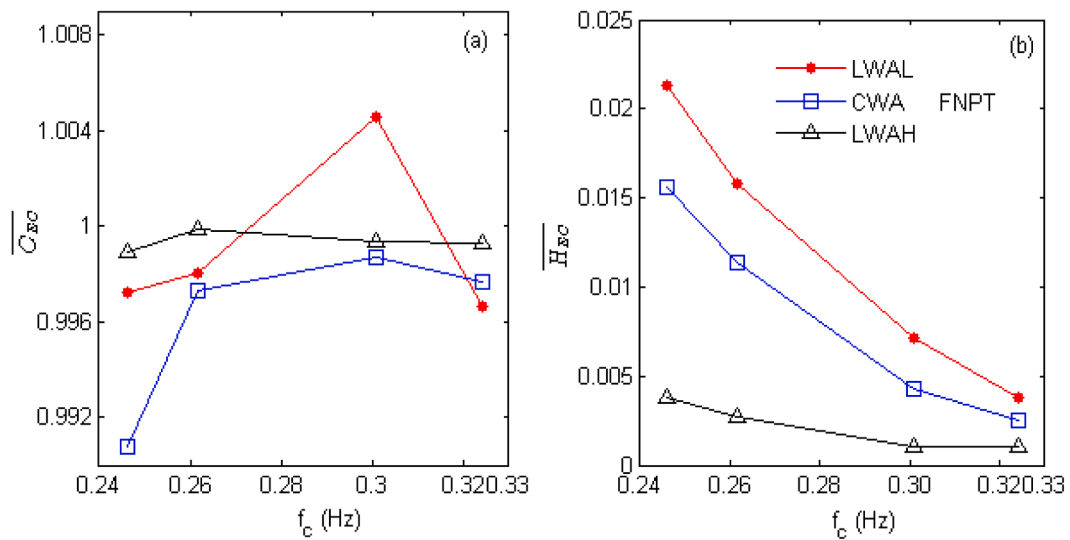 1.008
1.004
1
0.996
0.992
C_EC
(a)
0.24 0.26 0.28 0.3 0.320.33
f_c (Hz)
0.025
0.02
0.015
0.01
0.005
0
H_EC
(b)
LWAL
CWA FNPT
LWAH
0.24 0.26 0.28 0.30 0.320.33
f_c (Hz)